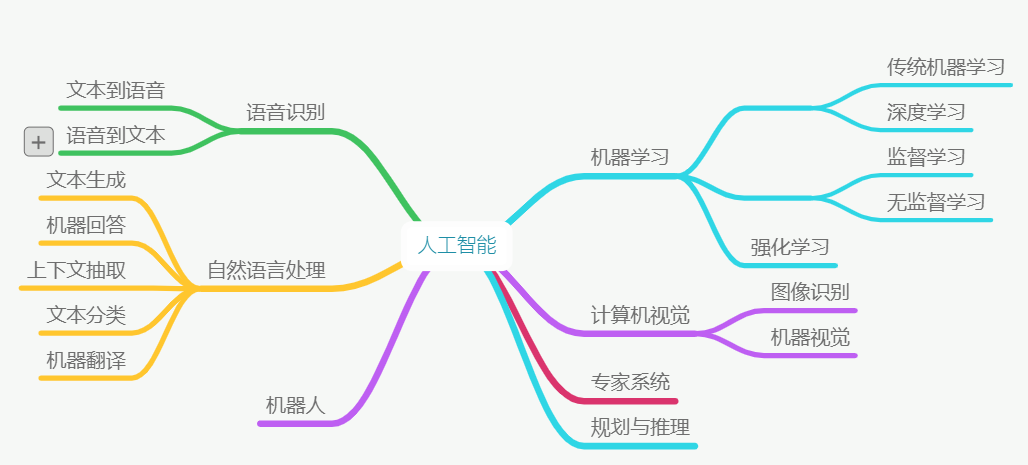 文本到语音
语音到文本
语音识别
文本生成
机器回答
上下文抽取
文本分类
机器翻译
自然语言处理
机器人
人工智能
机器学习
传统机器学习
深度学习
监督学习
无监督学习
强化学习
计算机视觉
图像识别
机器视觉
专家系统
规划与推理